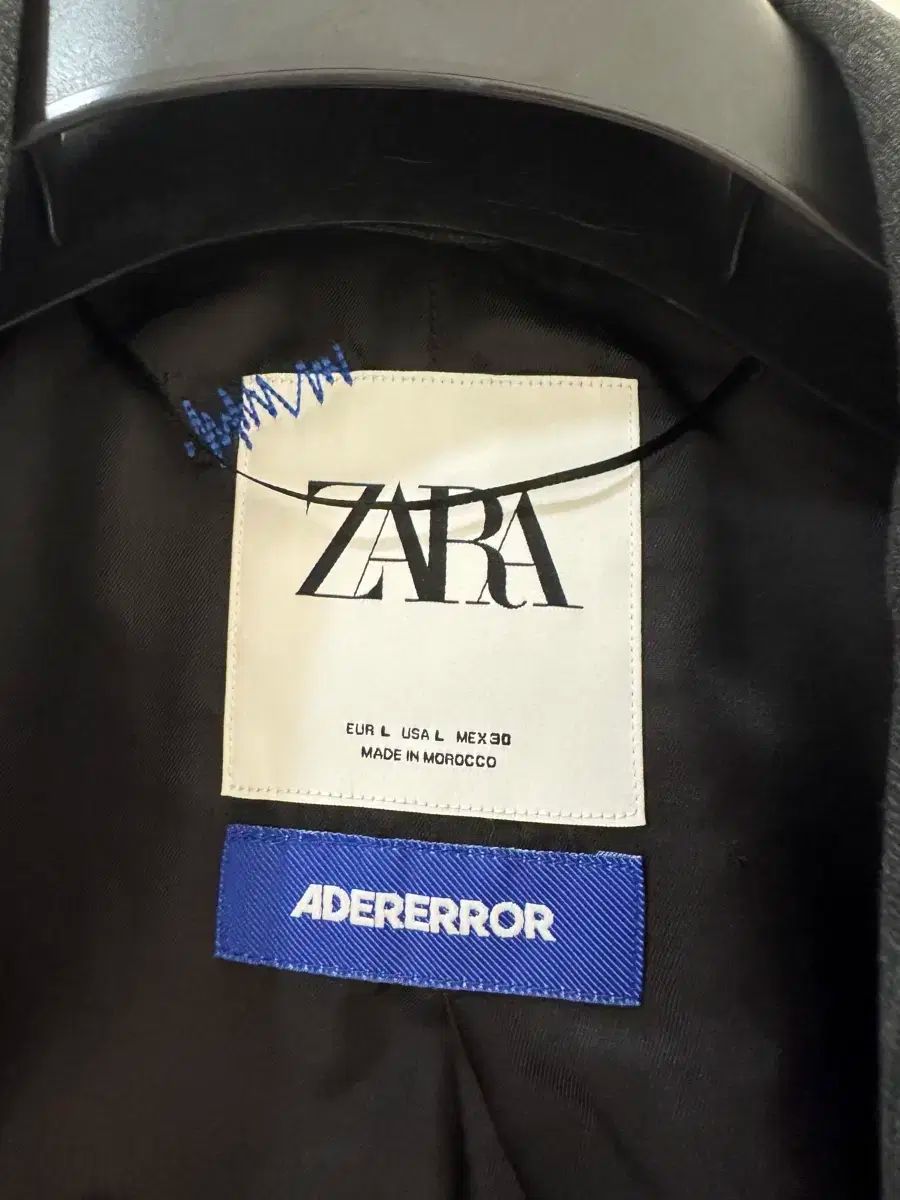 ZARA
EUR L USA L MEX 30
MADE IN MOROCCO
ADERERROR